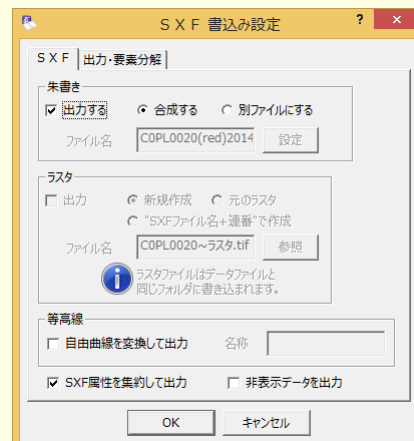 SXF 書込み設定
? ×
SXF 出力・要素分解
朱書き
出力する 合成する 別ファイルにする
ファイル名 C0PL0020(red)2014 設定
ラスタ
出力 新規作成 元のラスタ
"SXFファイル名+連番"で作成
ファイル名 C0PL0020~ラスタ.tif 参照
ラスタファイルはデータファイルと
同じフォルダに書き込まれます。
等高線
自由曲線を変換して出力 名称
SXF属性を集約して出力 非表示データを出力
OK キャンセル